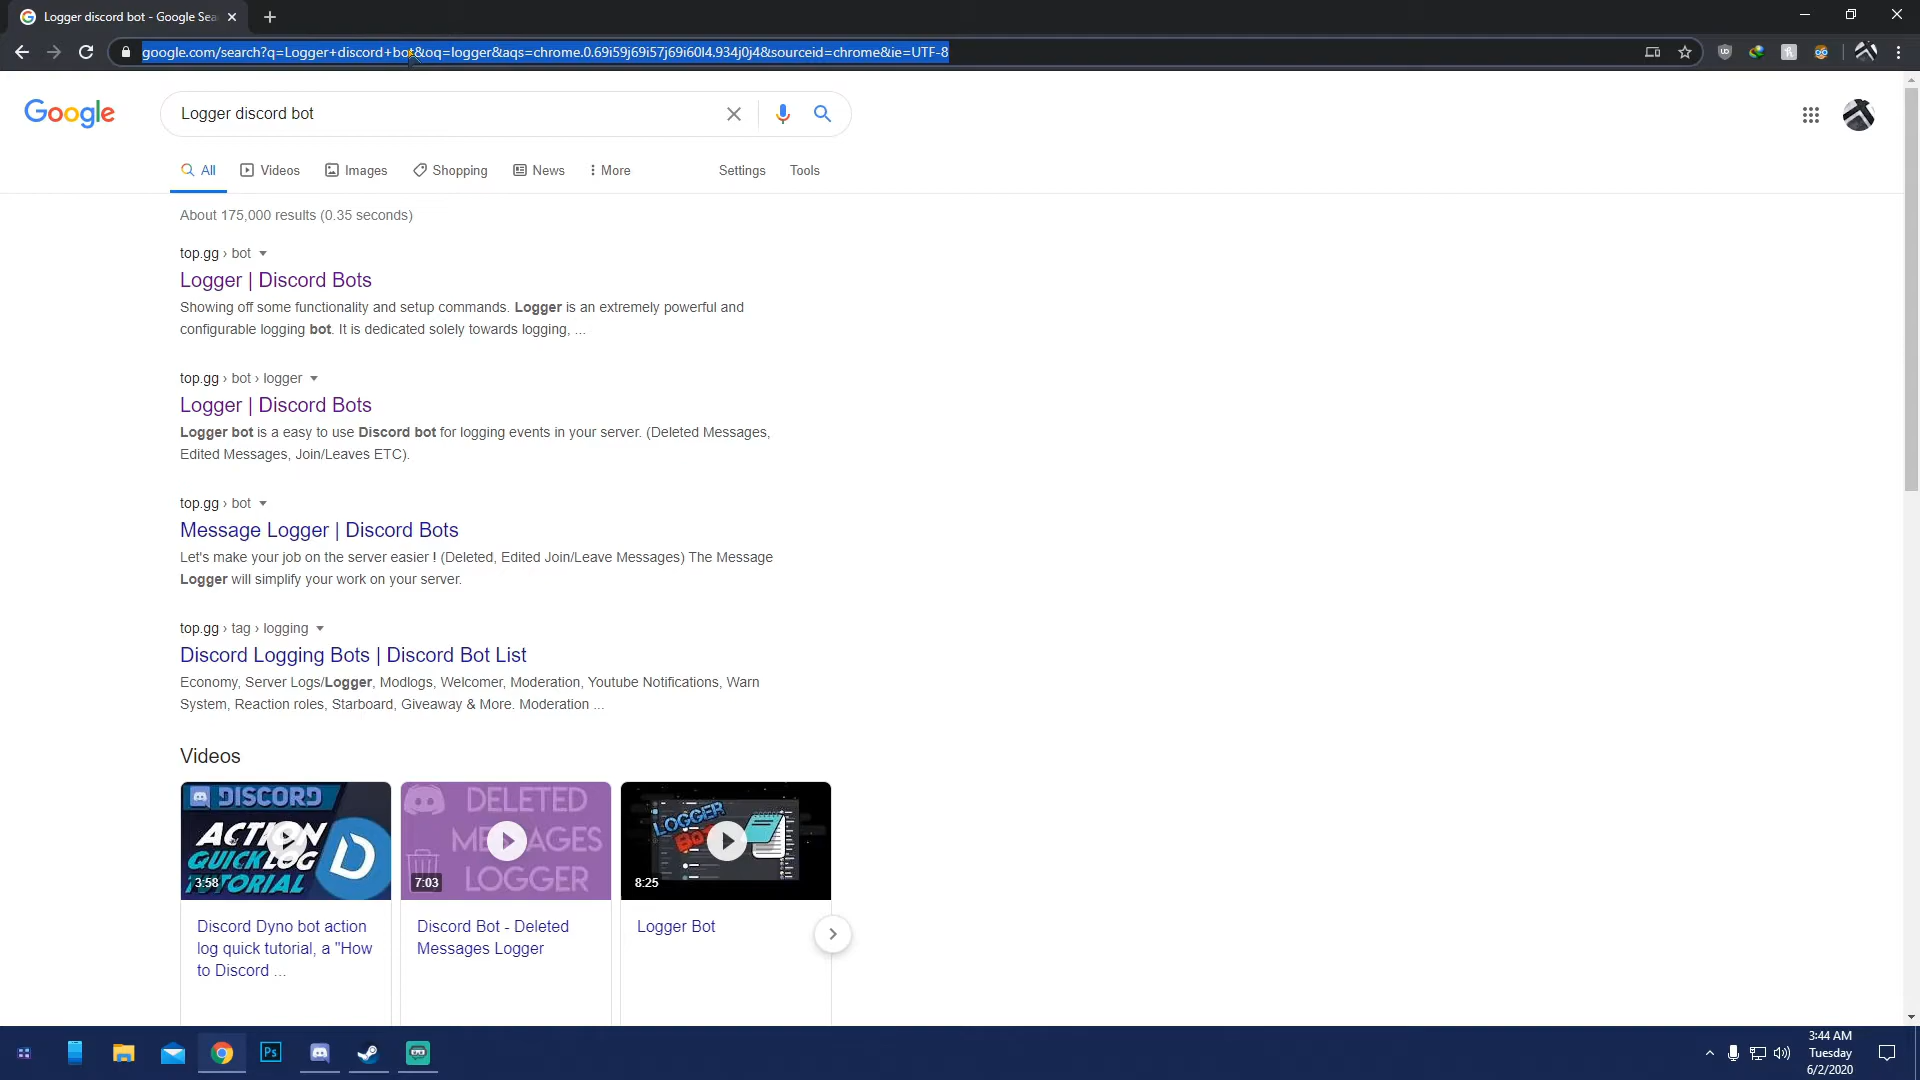 Logger discord bot - Google Sea
google.com/search?q=Logger+discord+bot&oq=logger&aqs=chrome.0.69i59j69i57j69i60l4.934j0j4&sourceid=chrome&ie=UTF-8
Google
Logger discord bot
All
Videos
Images
Shopping
News
More
Settings
Tools
About 175,000 results (0.35 seconds)
top.gg › bot
Logger | Discord Bots
Showing off some functionality and setup commands. Logger is an extremely powerful and
configurable logging bot. It is dedicated solely towards logging, ...
top.gg › bot › logger
Logger | Discord Bots
Logger bot is a easy to use Discord bot for logging events in your server. (Deleted Messages,
Edited Messages, Join/Leaves ETC).
top.gg › bot
Message Logger | Discord Bots
Let's make your job on the server easier ! (Deleted, Edited Join/Leave Messages) The Message
Logger will simplify your work on your server.
top.gg › tag › logging
Discord Logging Bots | Discord Bot List
Economy, Server Logs/Logger, Modlogs, Welcomer, Moderation, Youtube Notifications, Warn
System, Reaction roles, Starboard, Giveaway & More. Moderation ...
Videos
DISCORD
ACTION
QUICKLOG
TUTORIAL
3:58
DELETED
MESSAGES
LOGGER
7:03
LOGGER
BOT
8:25
Discord Dyno bot action
log quick tutorial, a "How
to Discord ...
Discord Bot - Deleted
Messages Logger
Logger Bot
Ps
3:44 AM
Tuesday
6/2/2020